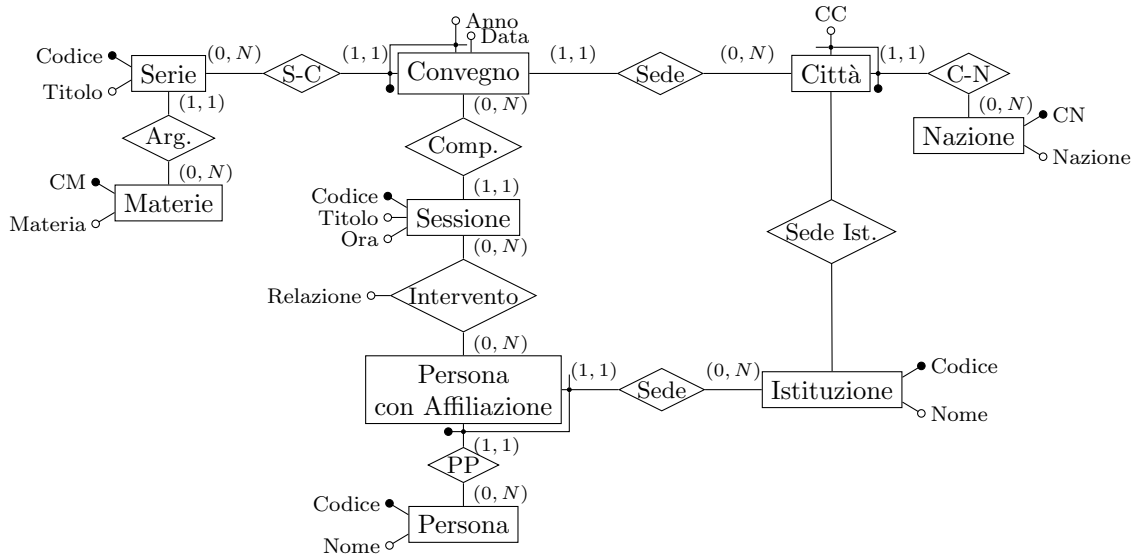 CC
Anno
Data
Codice
(0, N)
(1, 1)
(1, 1)
(0, N)
(1, 1)
Serie
S-C
Convegno
Sede
Città
C-N
Titolo
(1, 1)
(0, N)
(0, N)
CN
Nazione
Nazione
Arg.
Comp.
(0, N)
(1, 1)
CM
Materie
Materia
Codice
Titolo
Ora
Sessione
Sede Ist.
(0, N)
Relazione
Intervento
(0, N)
(1, 1)
(0, N)
Codice
Persona
con Affiliazione
Sede
Istituzione
Nome
(1, 1)
PP
(0, N)
Codice
Persona
Nome